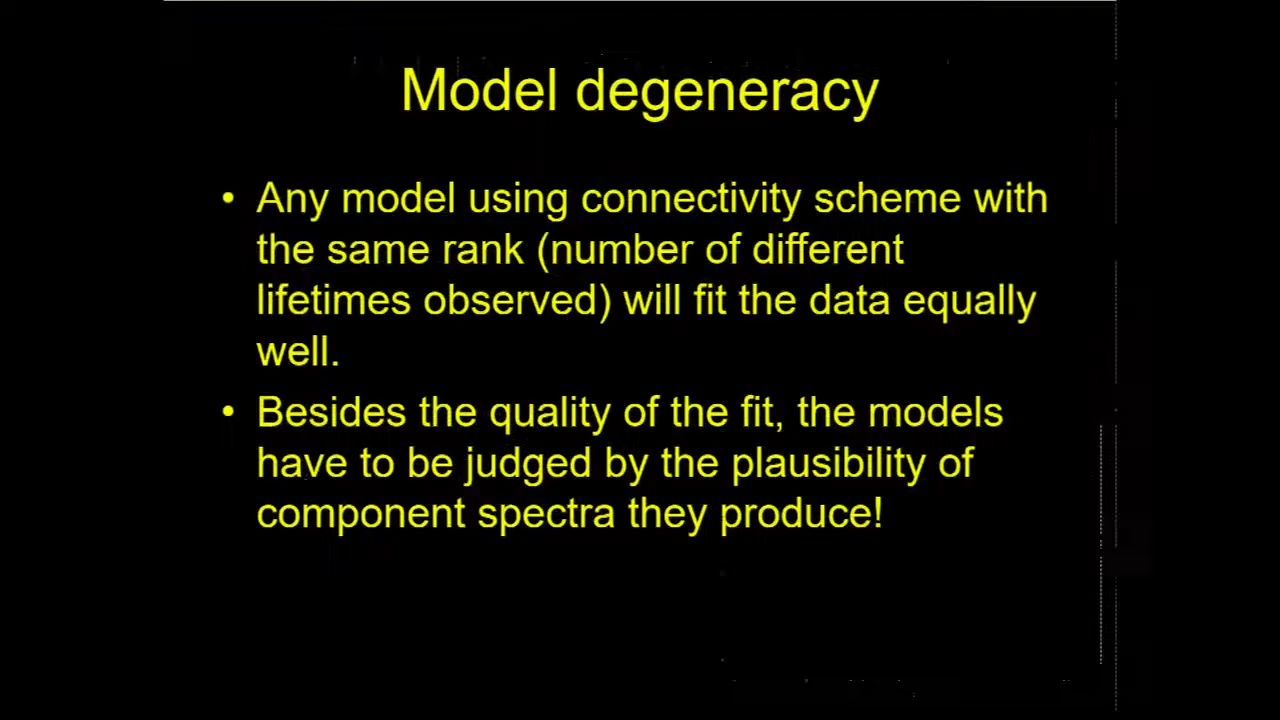 Model degeneracy
• Any model using connectivity scheme with
the same rank (number of different
lifetimes observed) will fit the data equally
well.
• Besides the quality of the fit, the models
have to be judged by the plausibility of
component spectra they produce!